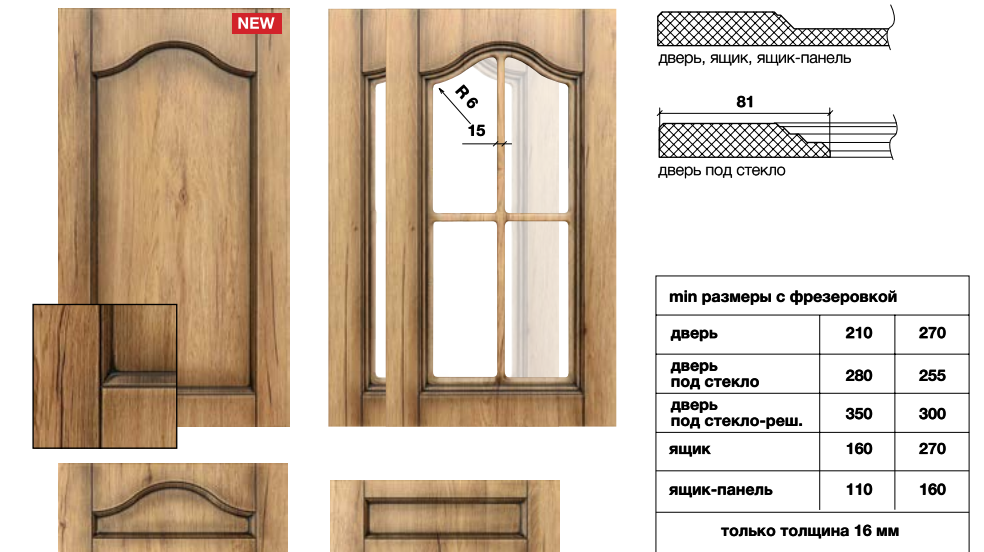 NEW
R 6
15
дверь, ящик, ящик-панель
81
дверь под стекло
min размеры с фрезеровкой
дверь 210 270
дверь
под стекло 280 255
дверь
под стекло-реш. 350 300
ящик 160 270
ящик-панель 110 160
только толщина 16 мм